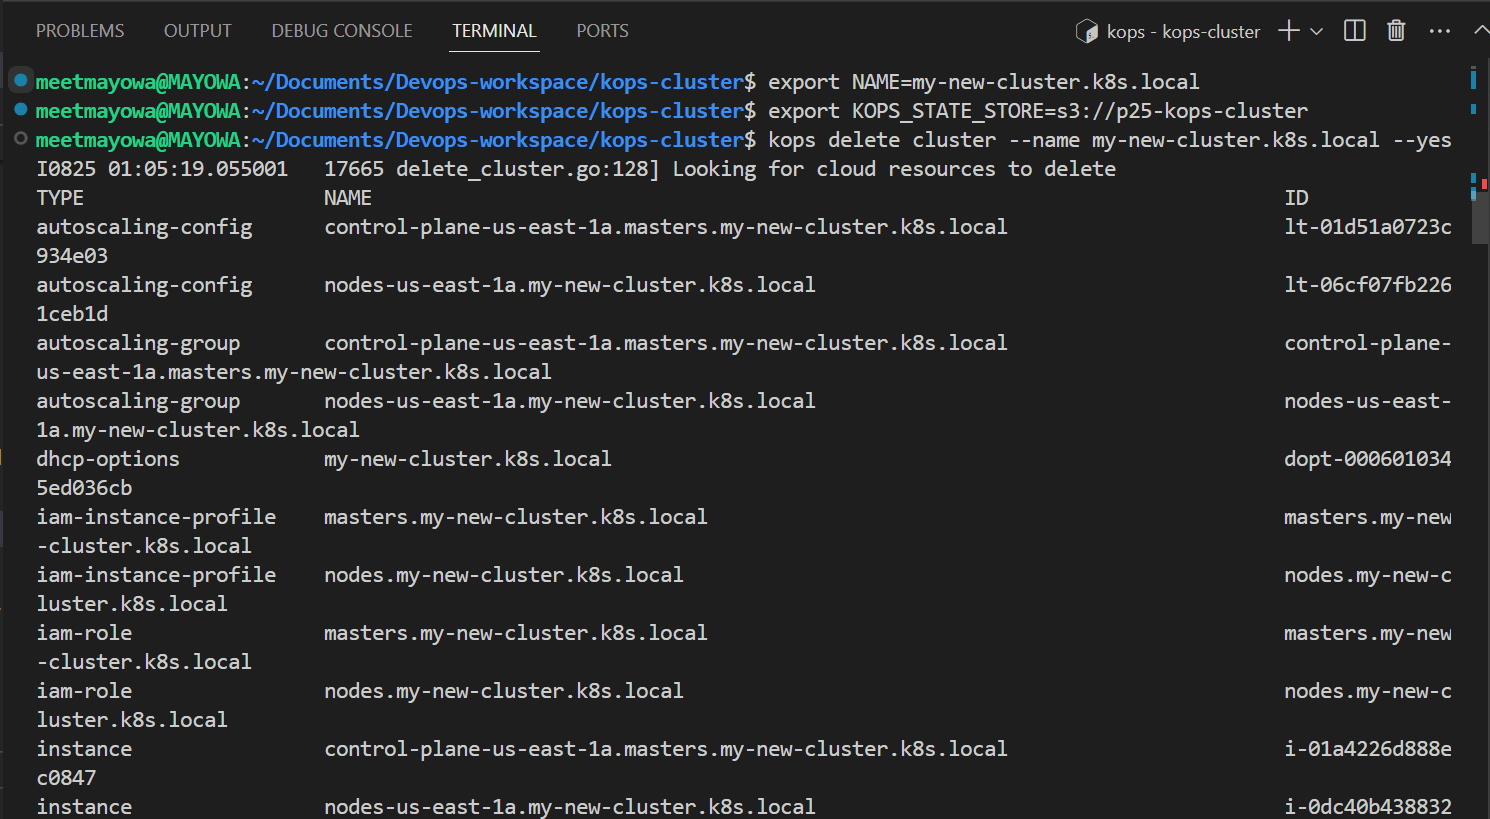 PROBLEMS OUTPUT DEBUG CONSOLE TERMINAL PORTS kops - kops-cluster
meetmayowa@MAYOWA:~/Documents/Devops-workspace/kops-cluster$ export NAME=my-new-cluster.k8s.local
meetmayowa@MAYOWA:~/Documents/Devops-workspace/kops-cluster$ export KOPS_STATE_STORE=s3://p25-kops-cluster
meetmayowa@MAYOWA:~/Documents/Devops-workspace/kops-cluster$ kops delete cluster --name my-new-cluster.k8s.local --yes
I0825 01:05:19.055001 17665 delete_cluster.go:128] Looking for cloud resources to delete
TYPE NAME ID
autoscaling-config control-plane-us-east-1a.masters.my-new-cluster.k8s.local lt-01d51a0723c
934e03
autoscaling-config nodes-us-east-1a.my-new-cluster.k8s.local lt-06cf07fb226
1ceb1d
autoscaling-group control-plane-us-east-1a.masters.my-new-cluster.k8s.local control-plane-
us-east-1a.masters.my-new-cluster.k8s.local
autoscaling-group nodes-us-east-1a.my-new-cluster.k8s.local nodes-us-east-
1a.my-new-cluster.k8s.local
dhcp-options my-new-cluster.k8s.local dopt-000601034
5ed036cb
iam-instance-profile masters.my-new-cluster.k8s.local masters.my-new
-cluster.k8s.local
iam-instance-profile nodes.my-new-cluster.k8s.local nodes.my-new-c
luster.k8s.local
iam-role masters.my-new-cluster.k8s.local masters.my-new
-cluster.k8s.local
iam-role nodes.my-new-cluster.k8s.local nodes.my-new-c
luster.k8s.local
instance control-plane-us-east-1a.masters.my-new-cluster.k8s.local i-01a4226d888e
c0847
instance nodes-us-east-1a.my-new-cluster.k8s.local i-0dc40b438832